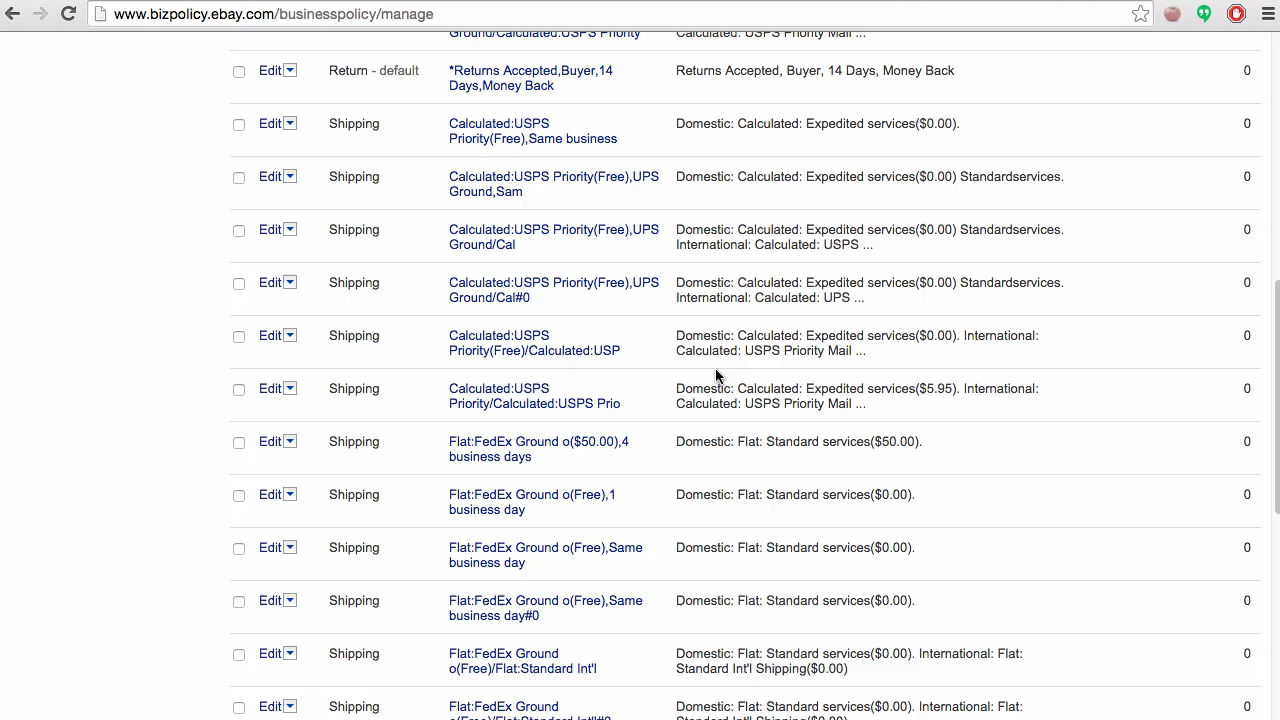 www.bizpolicy.ebay.com/businesspolicy/manage
Ground/Calculated:USPS Priority
Calculated: USPS Priority Mail ...
Edit Return - default *Returns Accepted,Buyer,14 Returns Accepted, Buyer, 14 Days, Money Back 0
Days,Money Back
Edit Shipping Calculated:USPS Domestic: Calculated: Expedited services($0.00). 0
Priority(Free),Same business
Edit Shipping Calculated:USPS Priority(Free),UPS Domestic: Calculated: Expedited services($0.00) Standardservices. 0
Ground,Sam
Edit Shipping Calculated:USPS Priority(Free),UPS Domestic: Calculated: Expedited services($0.00) Standardservices. 0
Ground/Cal International: Calculated: USPS ...
Edit Shipping Calculated:USPS Priority(Free),UPS Domestic: Calculated: Expedited services($0.00) Standardservices. 0
Ground/Cal#0 International: Calculated: UPS ...
Edit Shipping Calculated:USPS Domestic: Calculated: Expedited services($0.00). International: 0
Priority(Free)/Calculated:USP Calculated: USPS Priority Mail ...
Edit Shipping Calculated:USPS Domestic: Calculated: Expedited services($5.95). International: 0
Priority/Calculated:USPS Prio Calculated: USPS Priority Mail ...
Edit Shipping Flat:FedEx Ground o($50.00),4 Domestic: Flat: Standard services($50.00). 0
business days
Edit Shipping Flat:FedEx Ground o(Free),1 Domestic: Flat: Standard services($0.00). 0
business day
Edit Shipping Flat:FedEx Ground o(Free),Same Domestic: Flat: Standard services($0.00). 0
business day
Edit Shipping Flat:FedEx Ground o(Free),Same Domestic: Flat: Standard services($0.00). 0
business day#0
Edit Shipping Flat:FedEx Ground Domestic: Flat: Standard services($0.00). International: Flat: 0
o(Free)/Flat:Standard Int'l Standard Int'l Shipping($0.00)
Edit Shipping Flat:FedEx Ground Domestic: Flat: Standard services($0.00). International: Flat: 0
o(Free)/Flat:Standard Int'l#0 Standard Int'l Shipping($0.00)